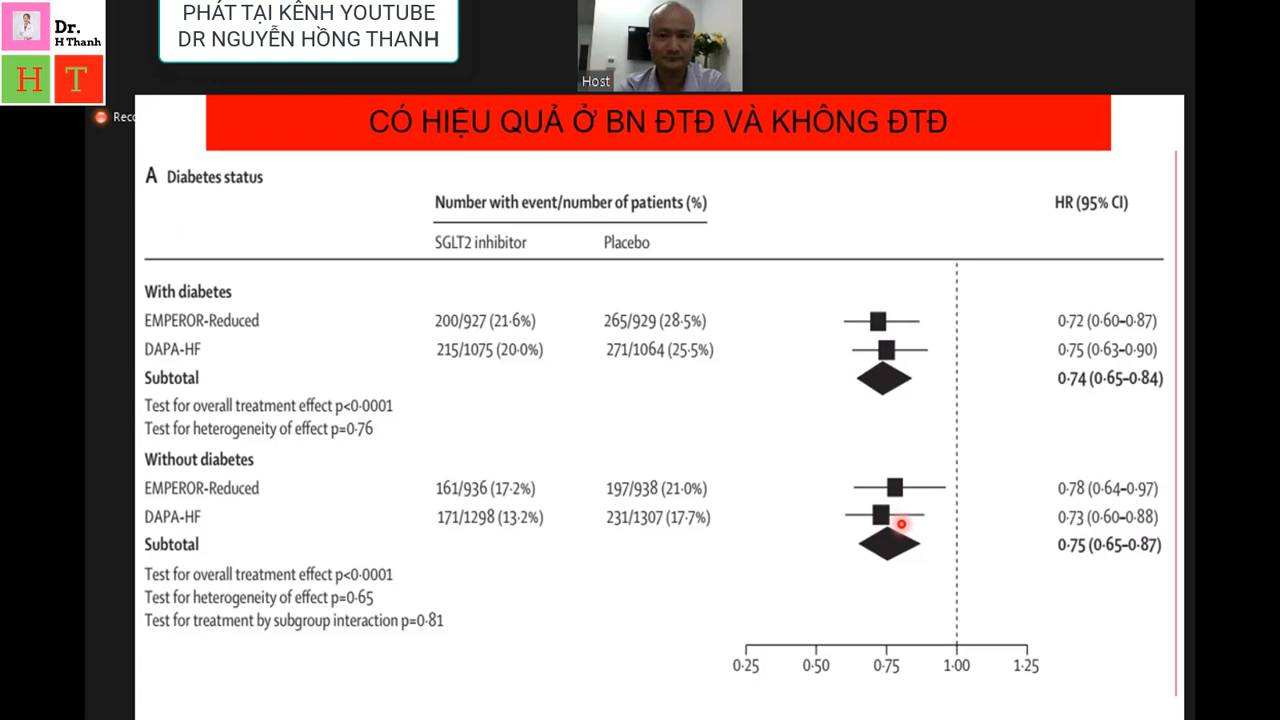 PHÁT TẠI KÊNH YOUTUBE
DR NGUYỄN HỒNG THANH
Dr.
H Thanh
H T
Host
Reco
CÓ HIỆU QUẢ Ở BN ĐTĐ VÀ KHÔNG ĐTĐ
A Diabetes status
Number with event/number of patients (%) HR (95% CI)
SGLT2 inhibitor Placebo
With diabetes
EMPEROR-Reduced 200/927 (21·6%) 265/929 (28·5%) 0·72 (0·60–0·87)
DAPA-HF 215/1075 (20·0%) 271/1064 (25·5%) 0·75 (0·63–0·90)
Subtotal 0·74 (0·65–0·84)
Test for overall treatment effect p<0·0001
Test for heterogeneity of effect p=0·76
Without diabetes
EMPEROR-Reduced 161/936 (17·2%) 197/938 (21·0%) 0·78 (0·64–0·97)
DAPA-HF 171/1298 (13·2%) 231/1307 (17·7%) 0·73 (0·60–0·88)
Subtotal 0·75 (0·65–0·87)
Test for overall treatment effect p<0·0001
Test for heterogeneity of effect p=0·65
Test for treatment by subgroup interaction p=0·81
0·25 0·50 0·75 1·00 1·25